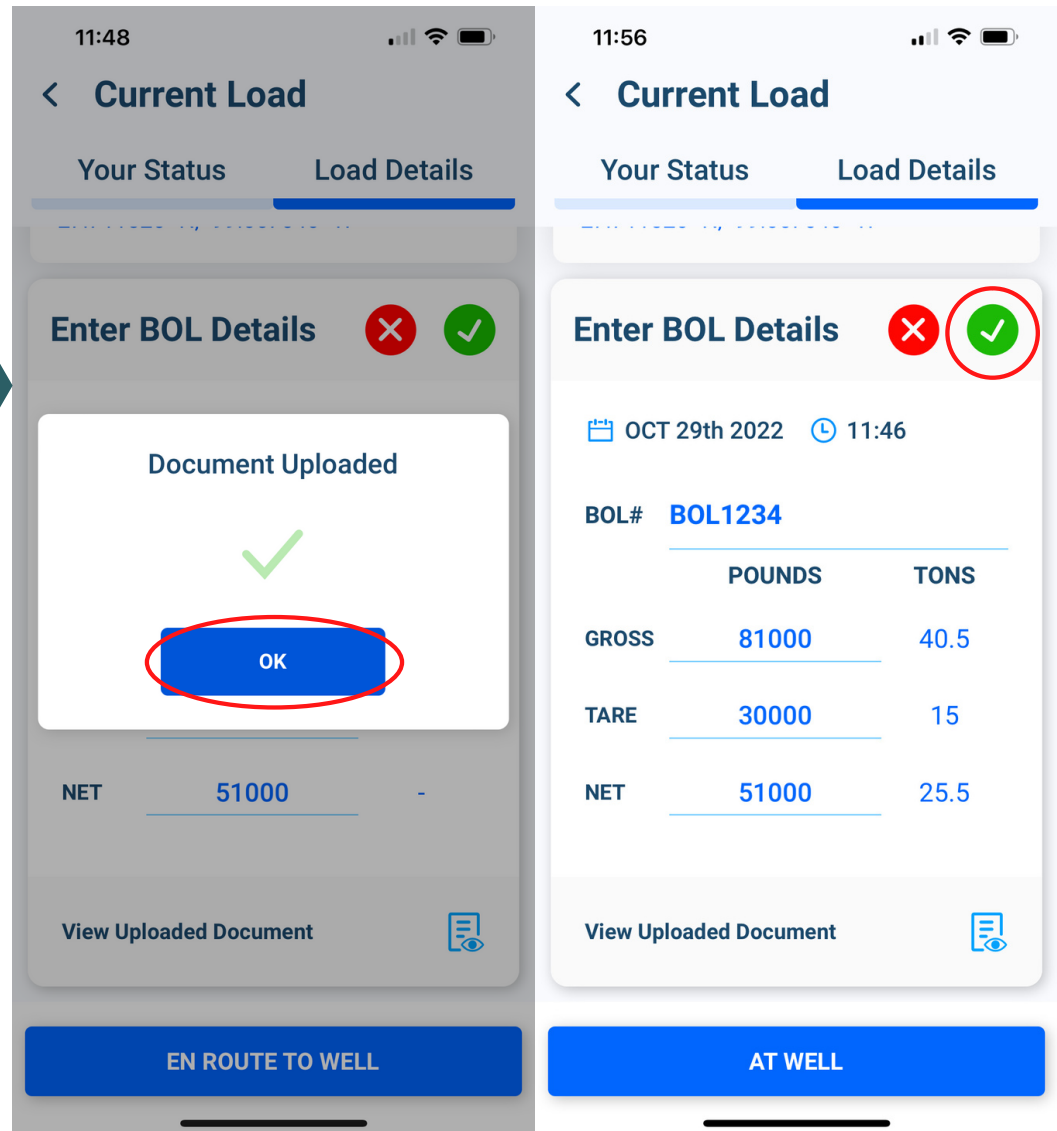 11:48
Current Load
Your Status Load Details
Enter BOL Details
Document Uploaded
OK
NET 51000 -
View Uploaded Document
EN ROUTE TO WELL
11:56
Current Load
Your Status Load Details
Enter BOL Details
OCT 29th 2022 11:46
BOL# BOL1234
POUNDS TONS
GROSS 81000 40.5
TARE 30000 15
NET 51000 25.5
View Uploaded Document
AT WELL